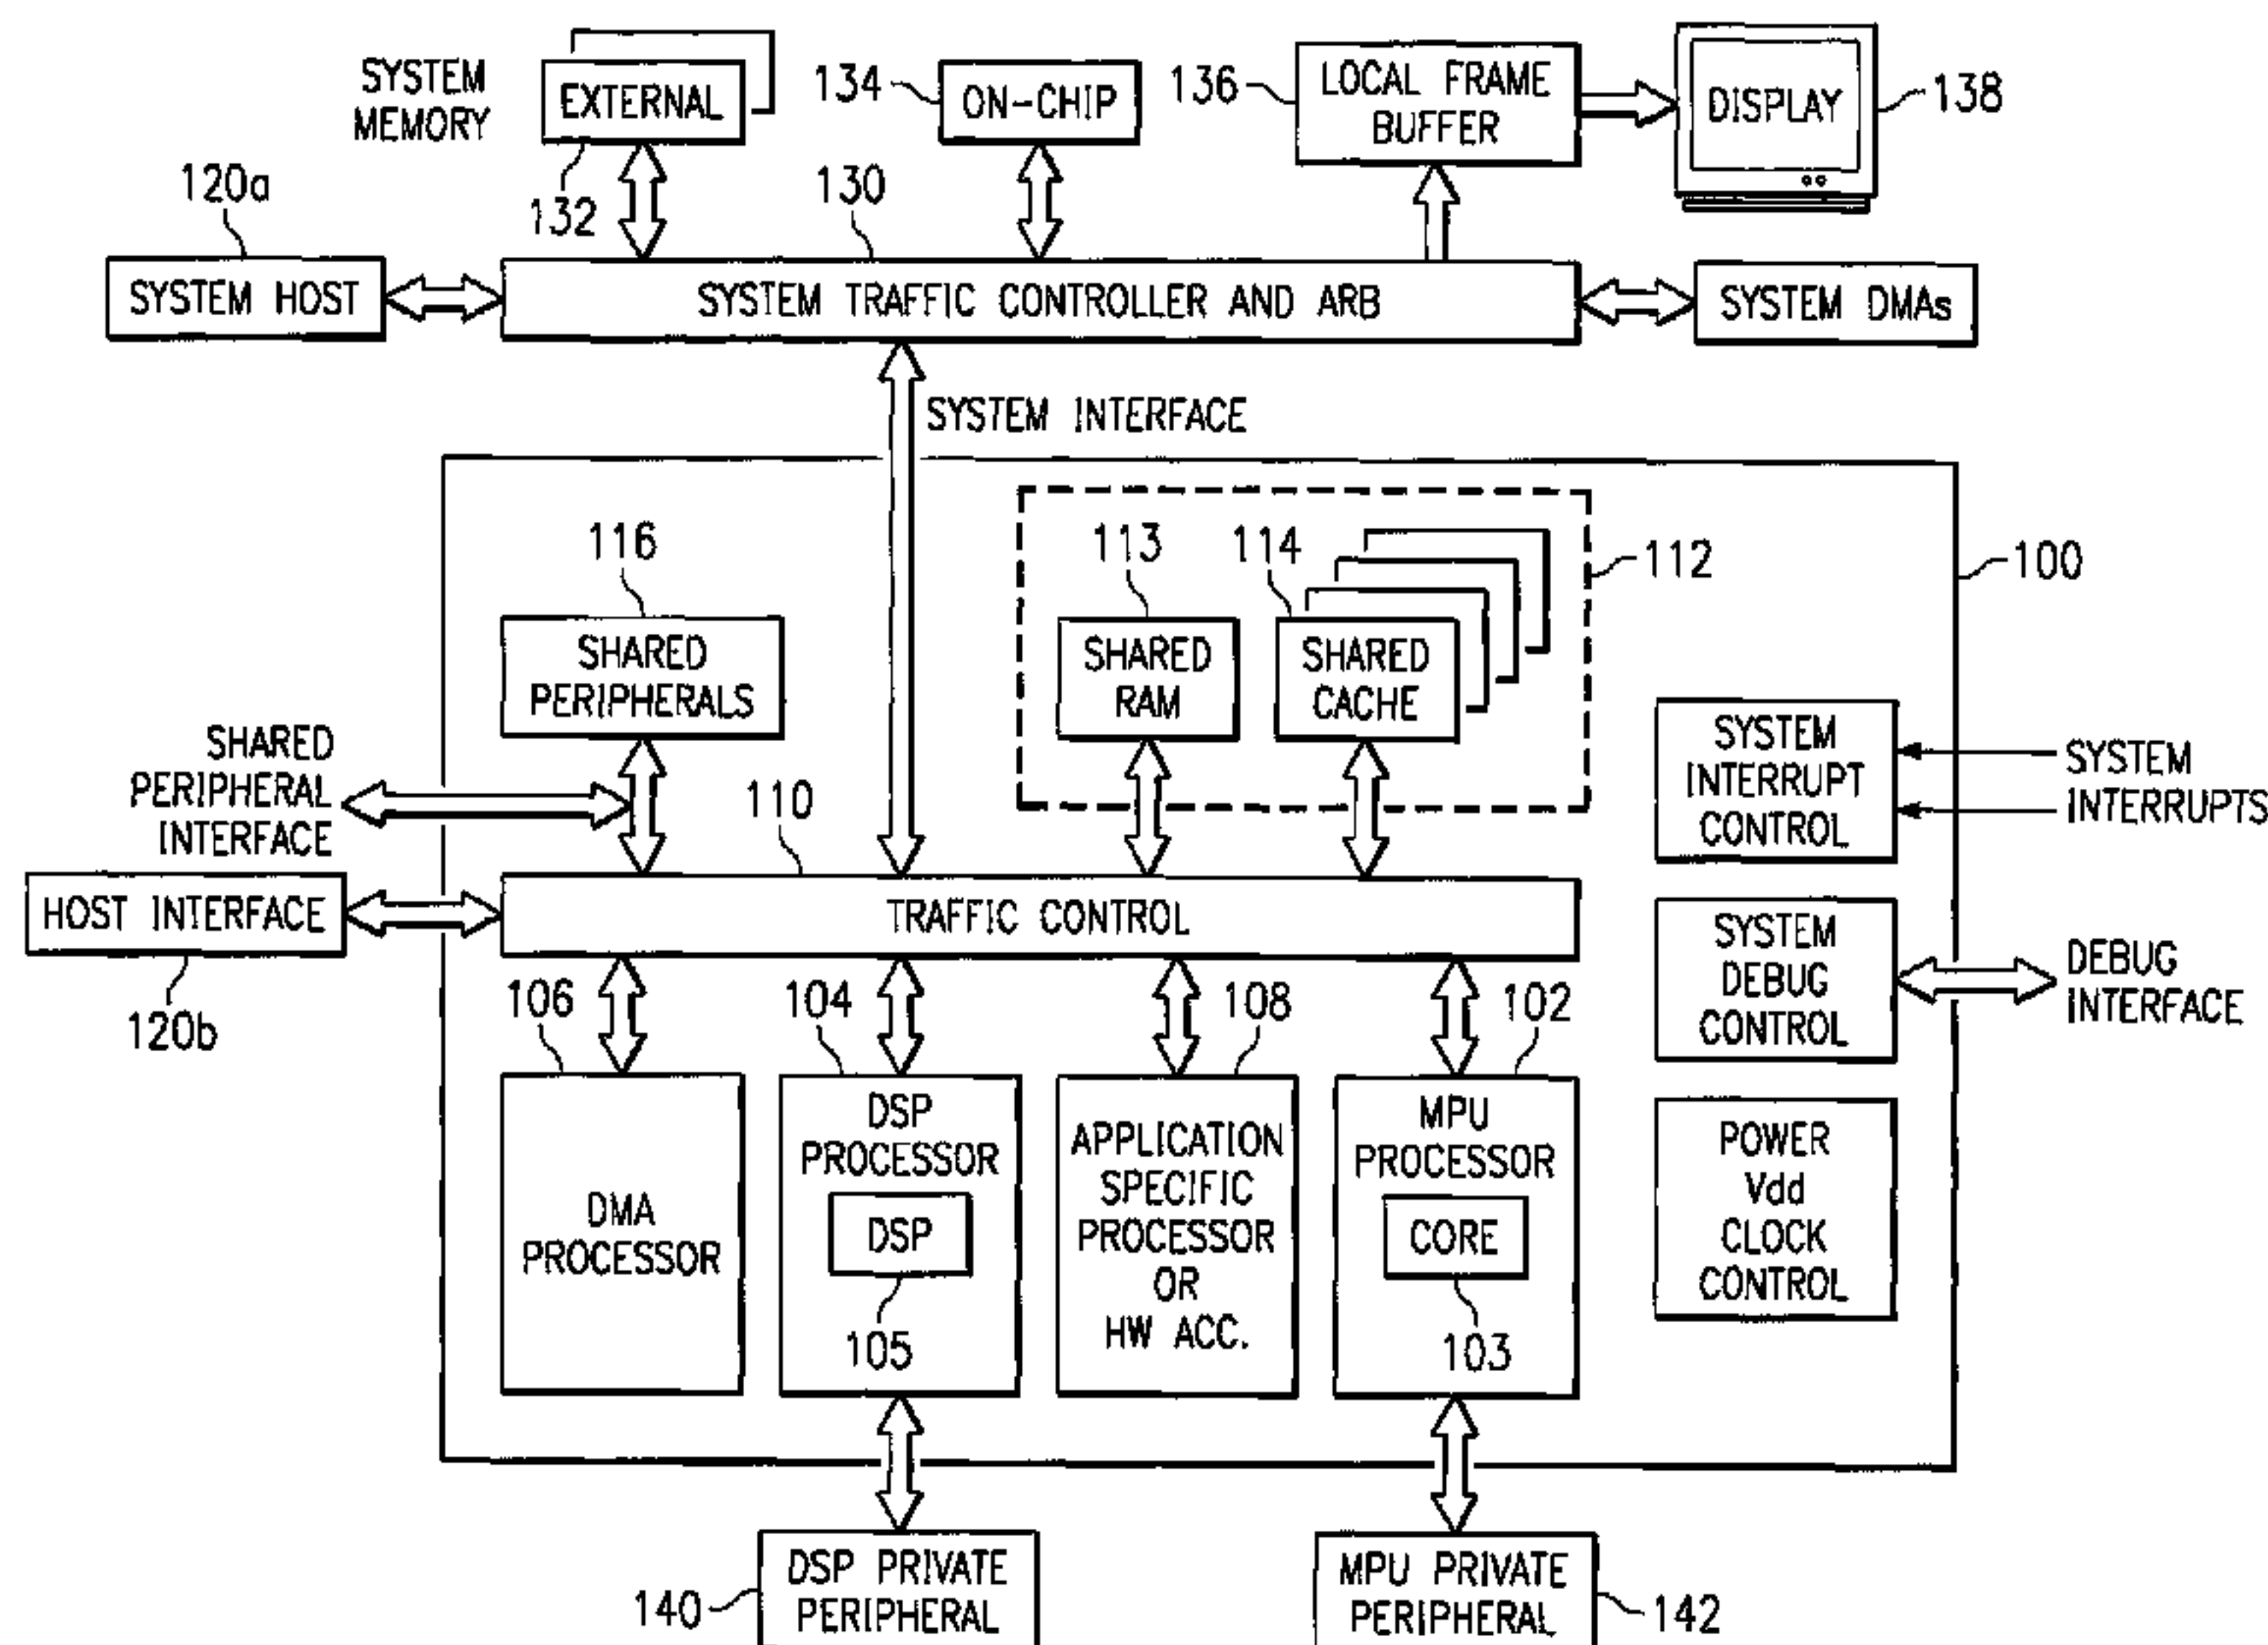 SYSTEM
MEMORY
EXTERNAL
132
134
ON-CHIP
136
LOCAL FRAME
BUFFER
DISPLAY
138
120a
130
SYSTEM HOST
SYSTEM TRAFFIC CONTROLLER AND ARB
SYSTEM DMAs
SYSTEM INTERFACE
100
112
116
SHARED
PERIPHERALS
113
SHARED
RAM
114
SHARED
CACHE
SHARED
PERIPHERAL
INTERFACE
110
SYSTEM
INTERRUPT
CONTROL
SYSTEM
INTERRUPTS
HOST INTERFACE
120b
TRAFFIC CONTROL
SYSTEM
DEBUG
CONTROL
DEBUG
INTERFACE
106
104
108
102
DMA
PROCESSOR
DSP
PROCESSOR
DSP
105
APPLICATION
SPECIFIC
PROCESSOR
OR
HW ACC.
MPU
PROCESSOR
CORE
103
POWER
Vdd
CLOCK
CONTROL
140
DSP PRIVATE
PERIPHERAL
MPU PRIVATE
PERIPHERAL
142